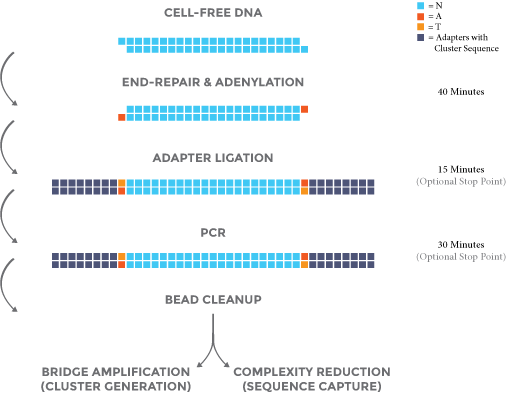 CELL-FREE DNA
= N
= A
= T
= Adapters with
Cluster Sequence
END-REPAIR & ADENYLATION
40 Minutes
ADAPTER LIGATION
15 Minutes
(Optional Stop Point)
PCR
30 Minutes
(Optional Stop Point)
BEAD CLEANUP
BRIDGE AMPLIFICATION
(CLUSTER GENERATION)
COMPLEXITY REDUCTION
(SEQUENCE CAPTURE)